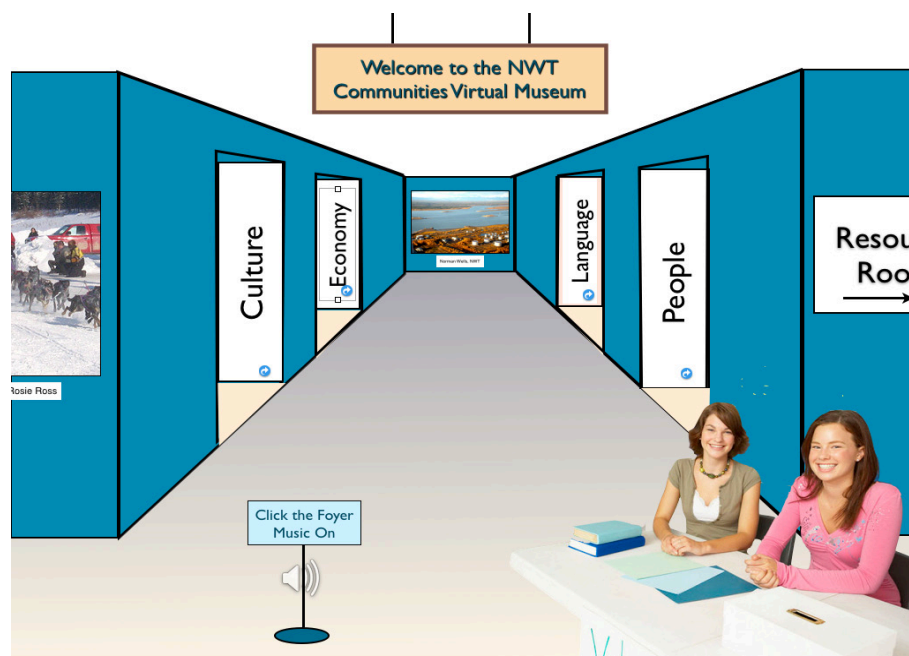 Welcome to the NWT
Communities Virtual Museum
Culture
Economy
Norman Wells, NWT
Language
People
Resou
Roo
Rosie Ross
Click the Foyer
Music On